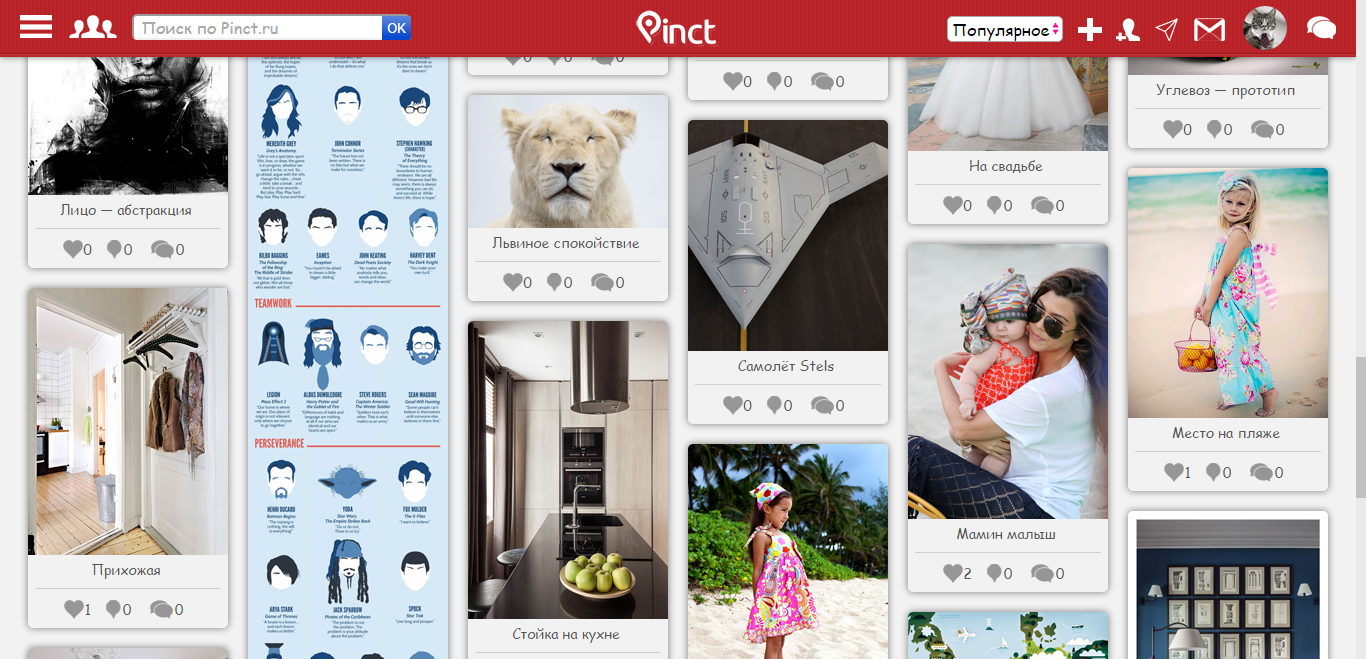 Поиск по Pinct.ru
OK
Pinct
Популярное
Лицо — абстракция
0 0 0
Прихожая
1 0 0
MEREDITH GREY
Grey's Anatomy
JOHN CONNOR
Terminator Series
STEPHEN HAWKING
(CHARACTER)
The Theory
of Everything
BILBO BAGGINS
The Fellowship
of the Ring:
The Riddle of Strider
EAMES
Inception
JOHN KEATING
Dead Poets Society
HARVEY DENT
The Dark Knight
TEAMWORK
LEGION
Mass Effect 2
ALBUS DUMBLEDORE
Harry Potter and
the Goblet of Fire
STEVE ROGERS
Captain America:
The Winter Soldier
SEAN MAGUIRE
Good Will Hunting
PERSEVERANCE
HENRI DUCARD
Batman Begins
YODA
Star Wars
The Empire Strikes Back
FOX MULDER
The X-Files
"I want to believe."
ARYA STARK
Game of Thrones
JACK SPARROW
Pirates of the Caribbean
SPOCK
Star Trek
"Live long and prosper"
0 0 0
Львиное спокойствие
0 0 0
Стойка на кухне
0 0 0
Самолёт Stels
0 0 0
На свадьбе
0 0 0
Мамин малыш
2 0 0
Углевоз — прототип
0 0 0
Место на пляже
1 0 0